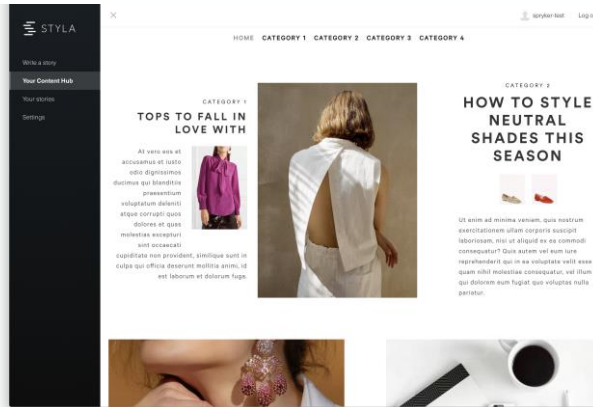 STYLA
Write a story
Your Content Hub
Your stories
Settings
spryker-test
HOME CATEGORY 1 CATEGORY 2 CATEGORY 3 CATEGORY 4
CATEGORY 1
TOPS TO FALL IN
LOVE WITH
At vero eos et
accusamus et iusto
odio dignissimos
ducimus qui blanditiis
praesentium
voluptatum deleniti
atque corrupti quos
dolores et quas
molestias excepturi
sint occaecati
cupiditate non provident, similique sunt in
culpa qui officia deserunt mollitia animi, id
est laborum et dolorum fuga.
CATEGORY 2
HOW TO STYLE
NEUTRAL
SHADES THIS
SEASON
Ut enim ad minima veniam, quis nostrum
exercitationem ullam corporis suscipit
laboriosam, nisi ut aliquid ex ea commodi
consequatur? Quis autem vel eum iure
reprehenderit qui in ea voluptate velit esse
quam nihil molestiae consequatur, vel illum
qui dolorem eum fugiat quo voluptas nulla
pariatur.